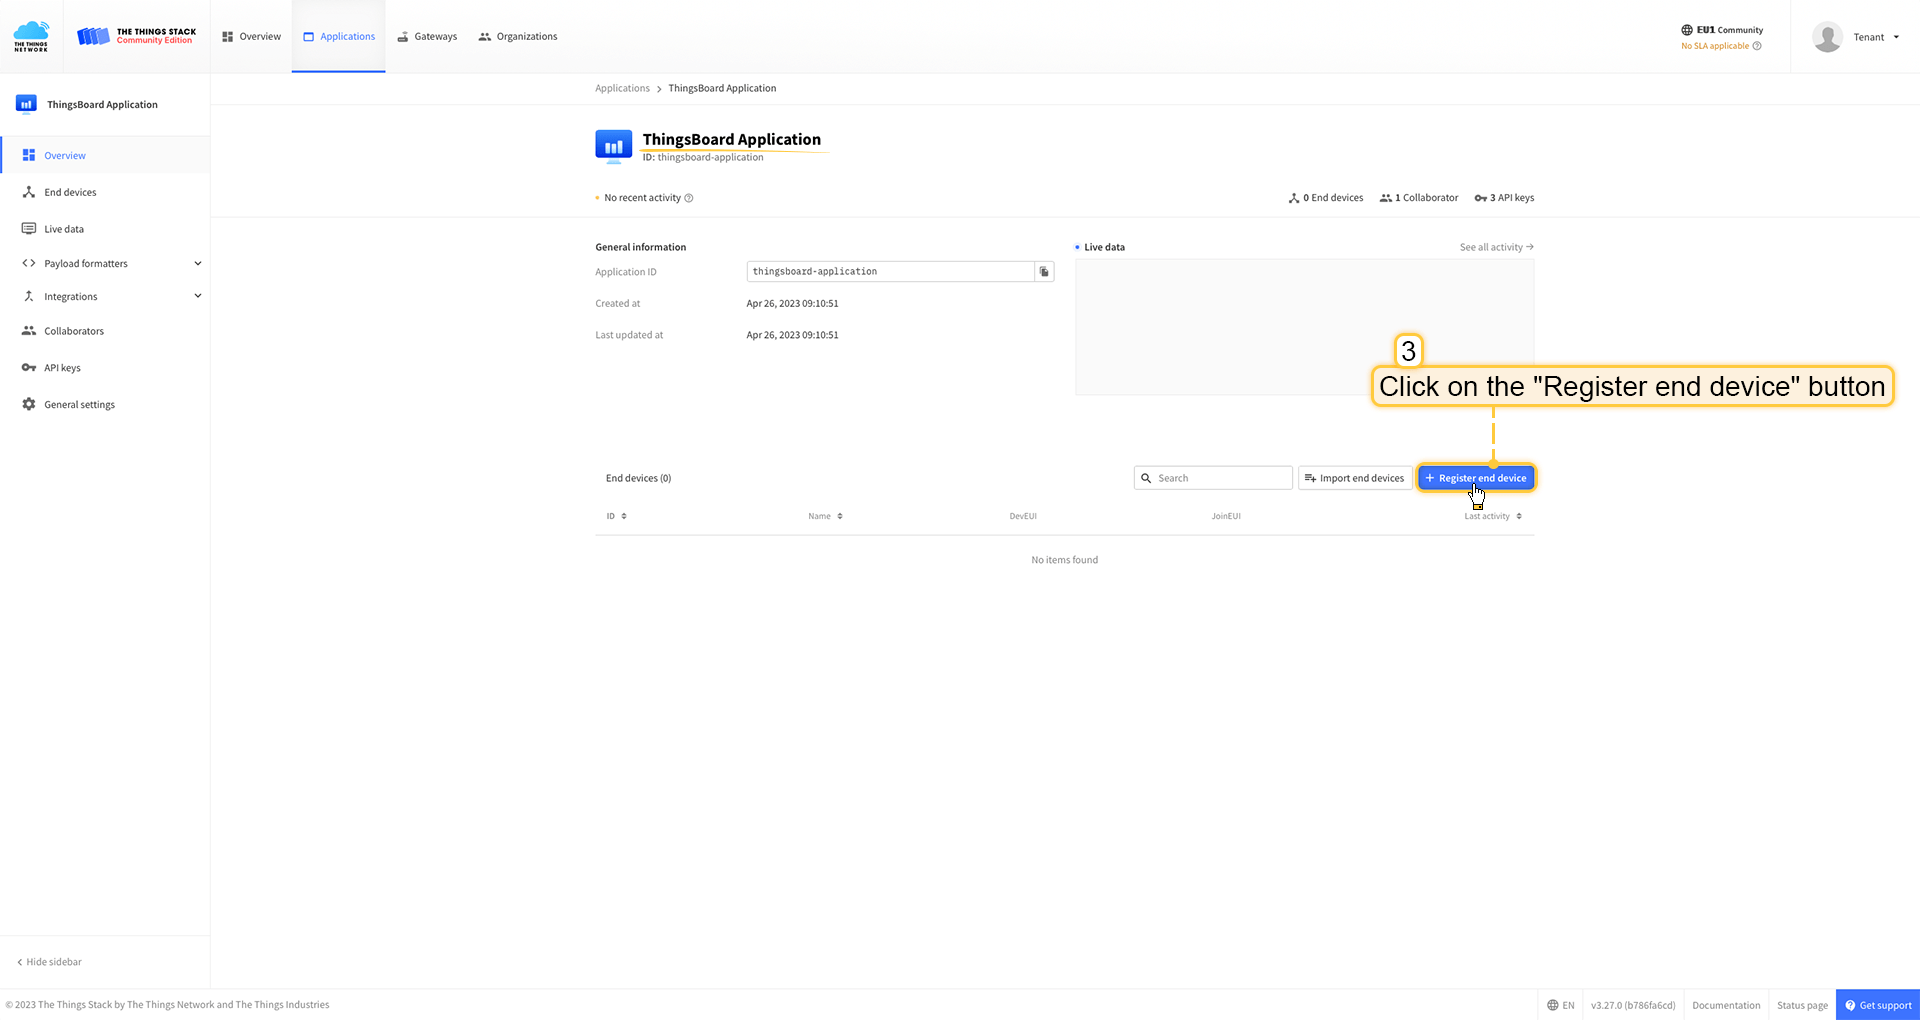 THE THINGS
NETWORK
THE THINGS STACK
Community Edition
Overview
Applications
Gateways
Organizations
EU1 Community
No SLA applicable
Tenant
ThingsBoard Application
Overview
End devices
Live data
Payload formatters
Integrations
Collaborators
API keys
General settings
Hide sidebar
Applications > ThingsBoard Application
ThingsBoard Application
ID: thingsboard-application
No recent activity
0 End devices
1 Collaborator
3 API keys
General information
Application ID
thingsboard-application
Created at
Apr 26, 2023 09:10:51
Last updated at
Apr 26, 2023 09:10:51
Live data
See all activity →
3
Click on the "Register end device" button
End devices (0)
Search
Import end devices
+ Register end device
ID
Name
DevEUI
JoinEUI
Last activity
No items found
© 2023 The Things Stack by The Things Network and The Things Industries
EN
v3.27.0 (b786fa6cd)
Documentation
Status page
Get support